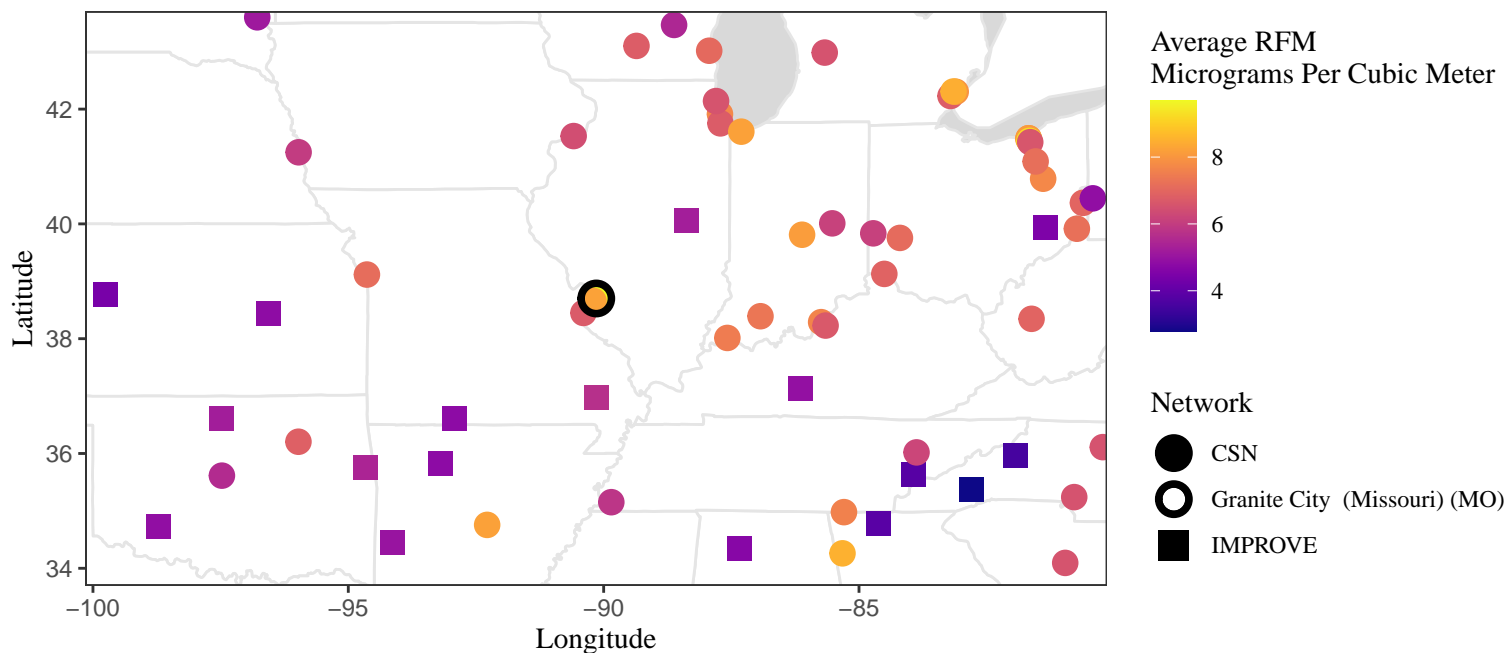 42
40
38
36
34
Latitude
−100
−95
−90
−85
Longitude
Average RFM
Micrograms Per Cubic Meter
8
6
4
Network
CSN
Granite City  (Missouri) (MO)
IMPROVE